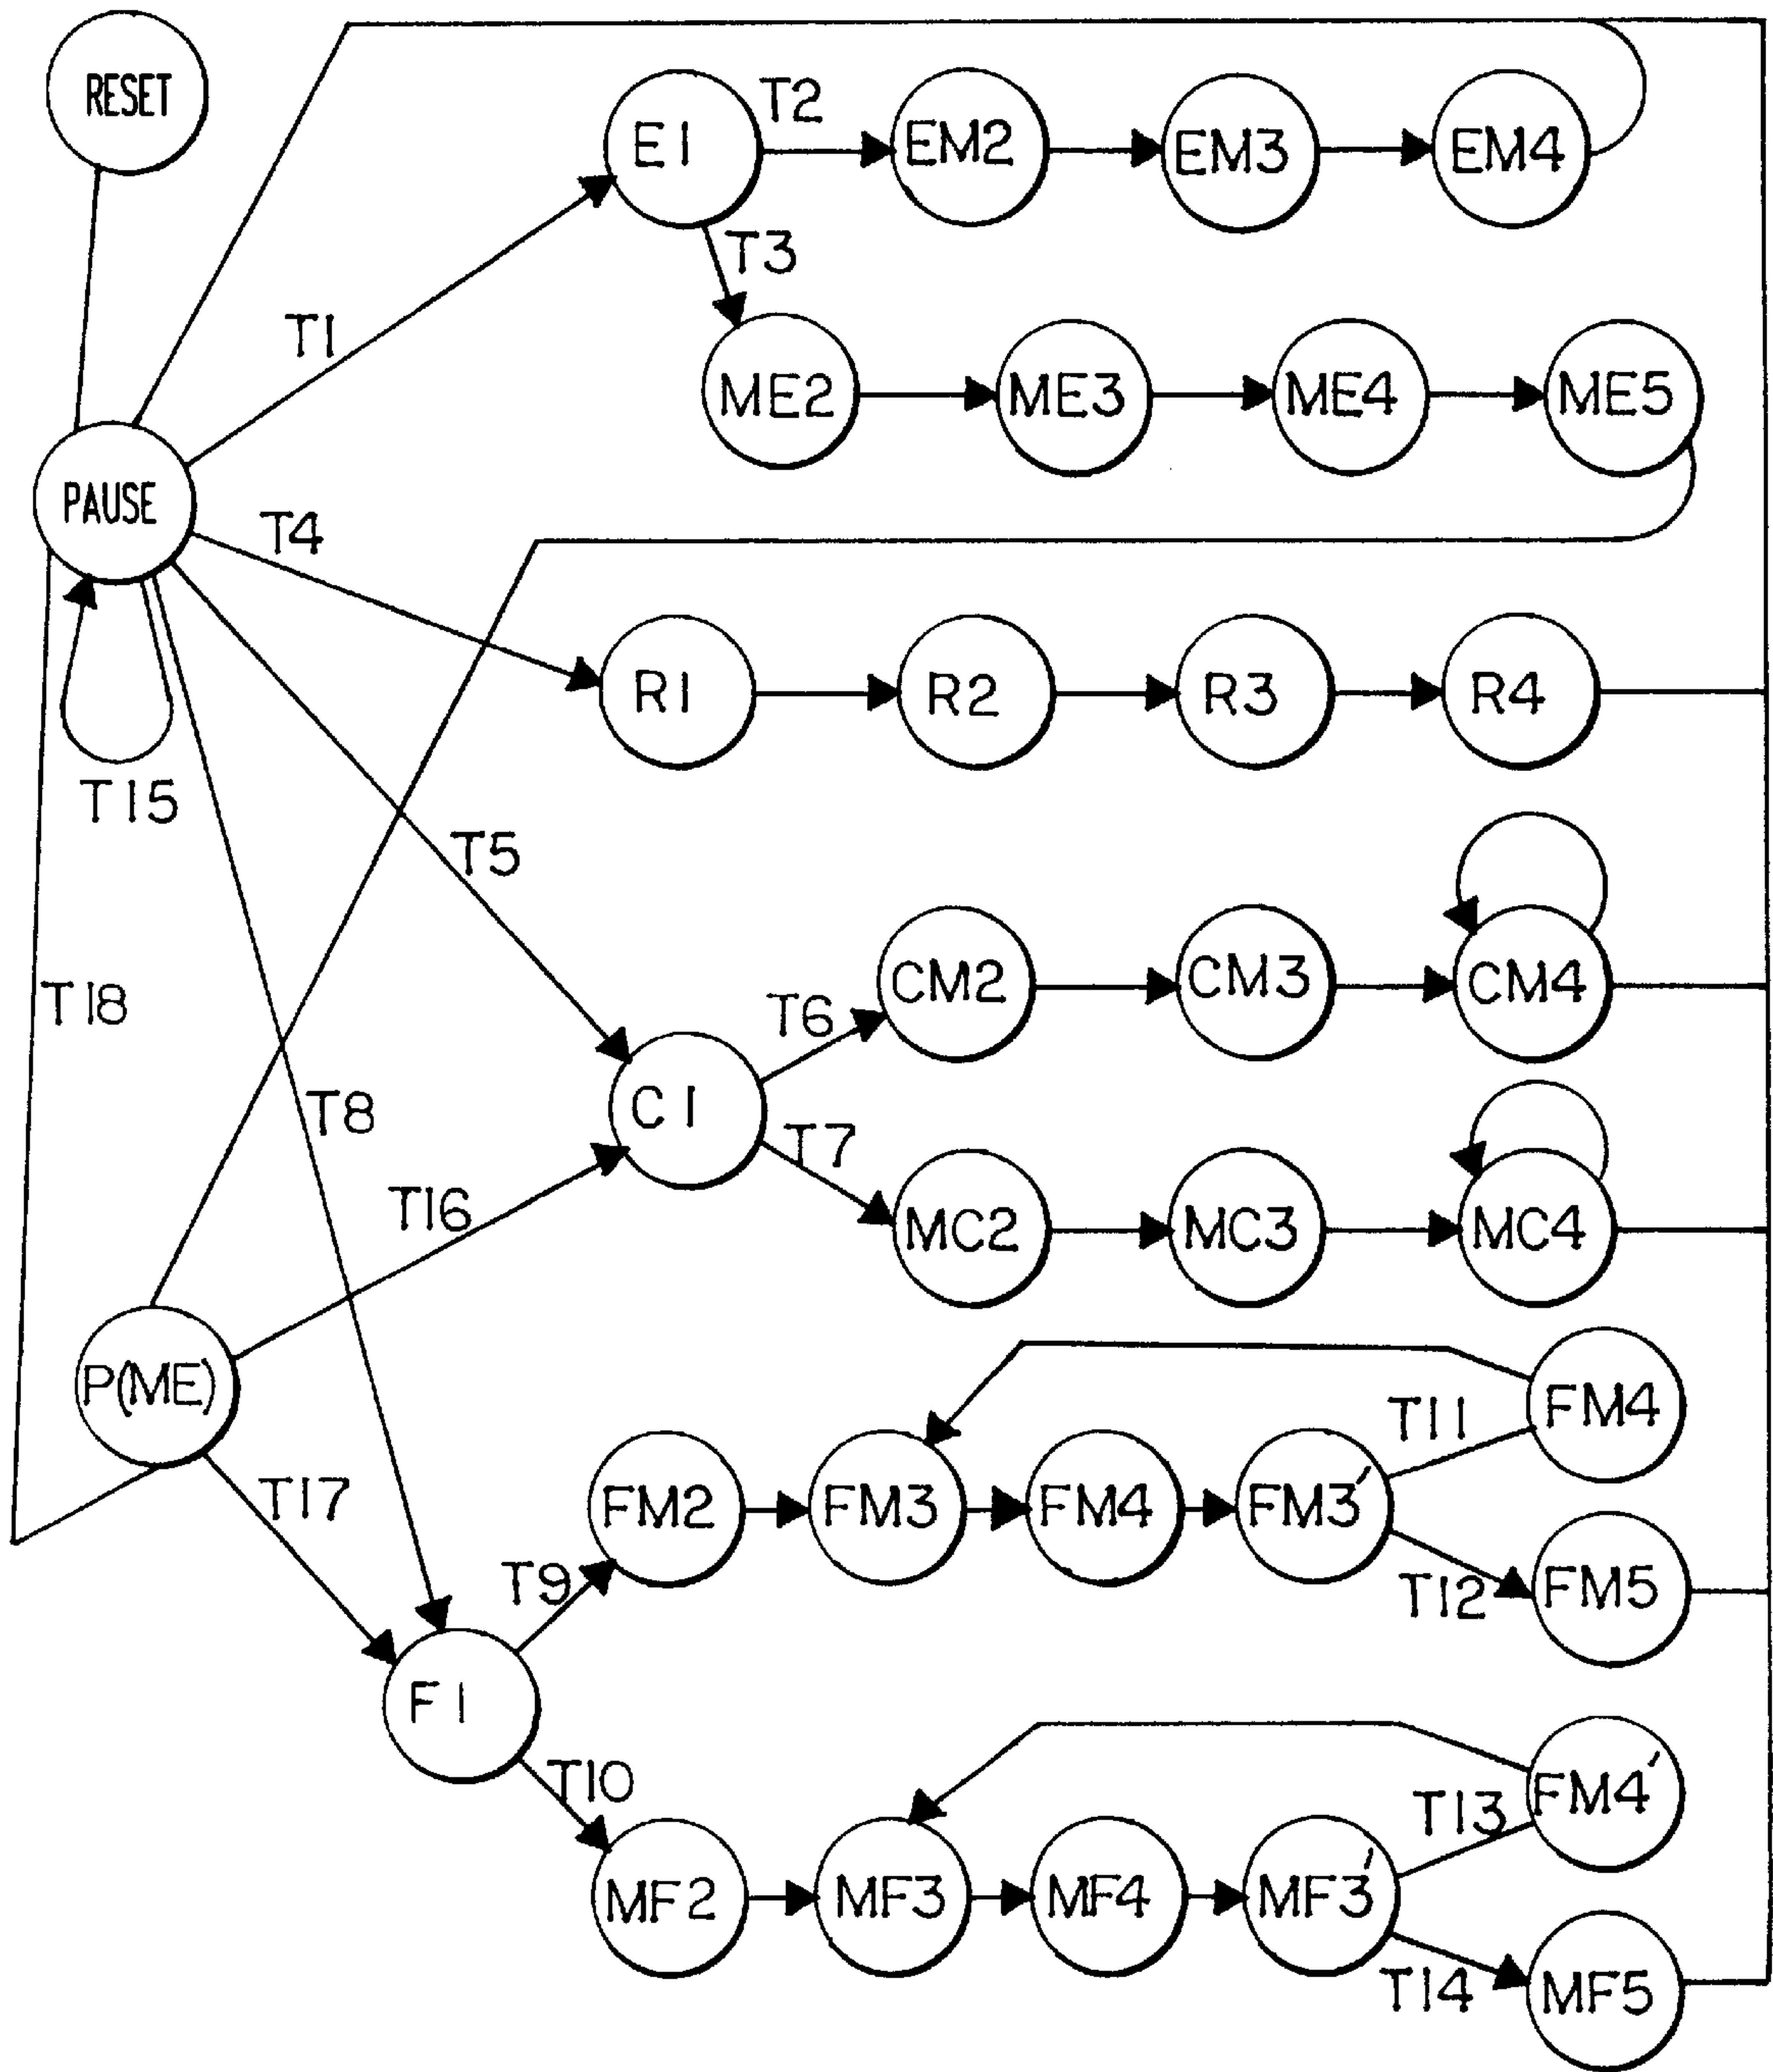 RESET
E1
T2
EM2
EM3
EM4
T3
T1
ME2
ME3
ME4
ME5
PAUSE
T4
R1
R2
R3
R4
T15
T5
CM2
CM3
CM4
T18
T6
C1
T8
T7
T16
MC2
MC3
MC4
P(ME)
FM4
T11
T17
FM2
FM3
FM4
FM3'
T9
T12
FM5
F1
T10
FM4'
T13
MF2
MF3
MF4
MF3'
T14
MF5